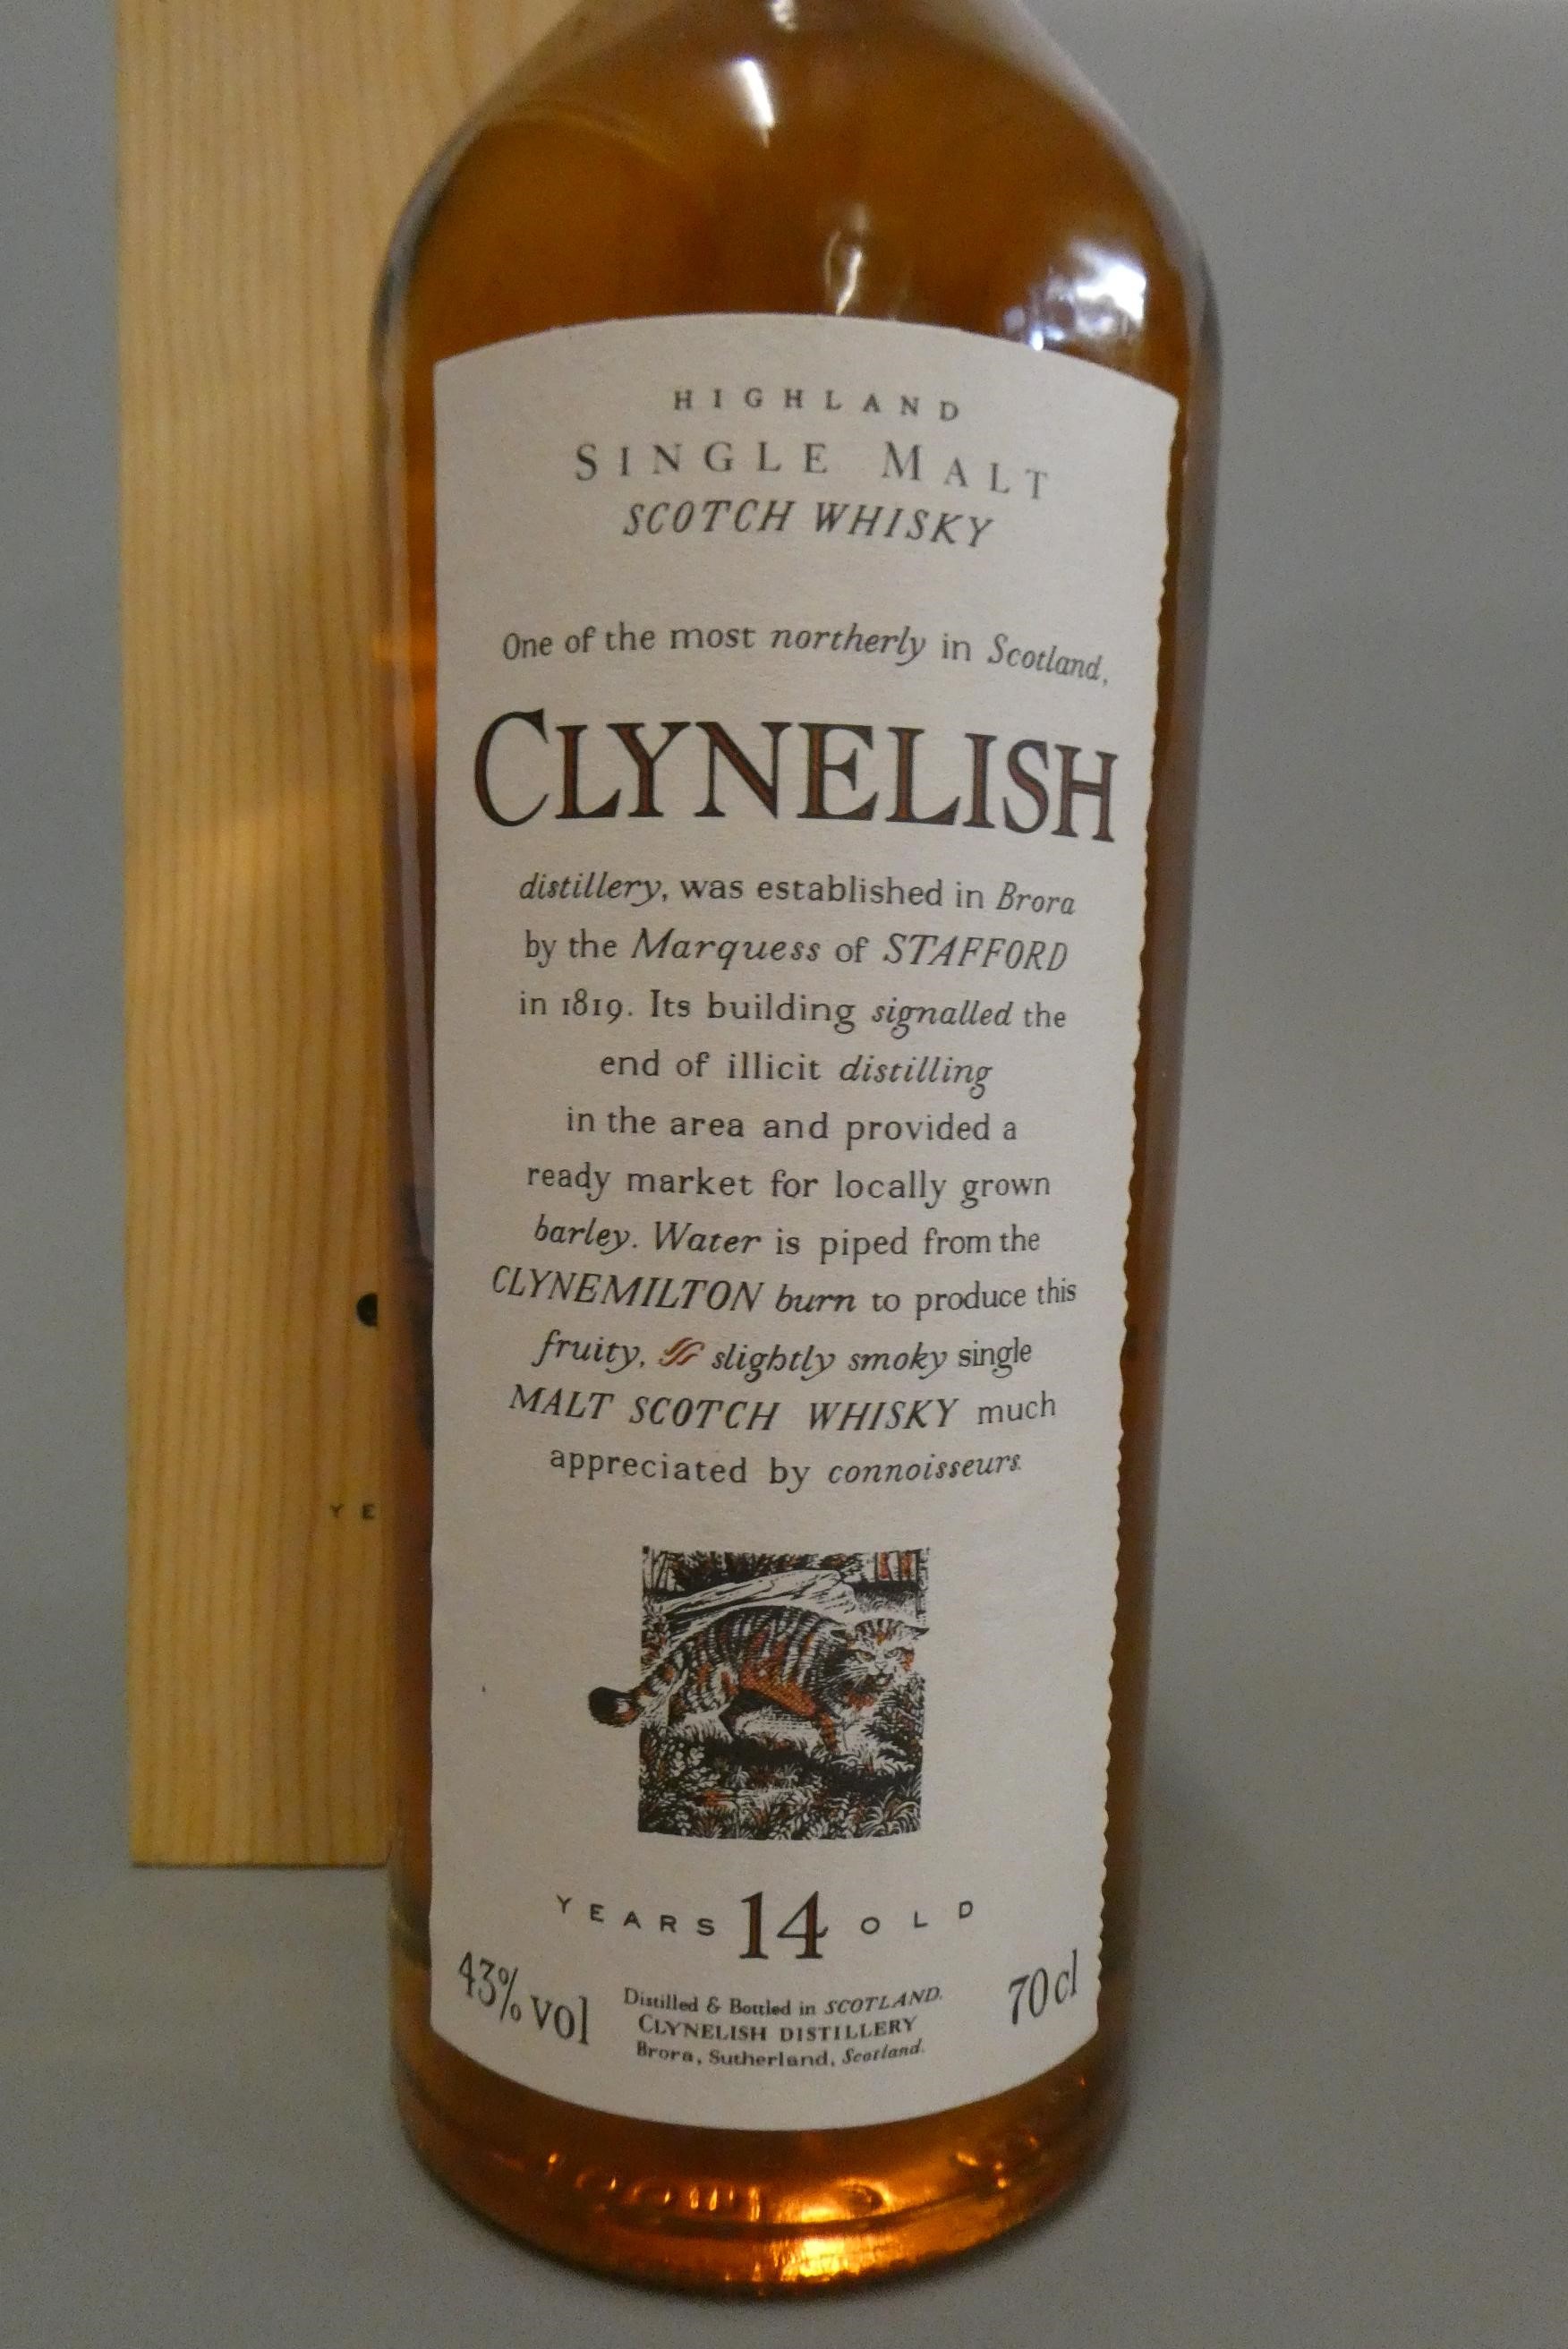 HIGHLAND
SINGLE MALT
SCOTCH WHISKY
One of the most northerly in Scotland,
CLYNELISH
distillery, was established in Brora
by the Marquess of STAFFORD
in 1819. Its building signalled the
end of illicit distilling
in the area and provided a
ready market for locally grown
barley. Water is piped from the
CLYNEMILTON burn to produce this
fruity, slightly smoky single
MALT SCOTCH WHISKY much
appreciated by connoisseurs.
YEARS 14 OLD
43% vol
Distilled & Bottled in SCOTLAND.
CLYNELISH DISTILLERY
Brora, Sutherland, Scotland.
70cl
YE